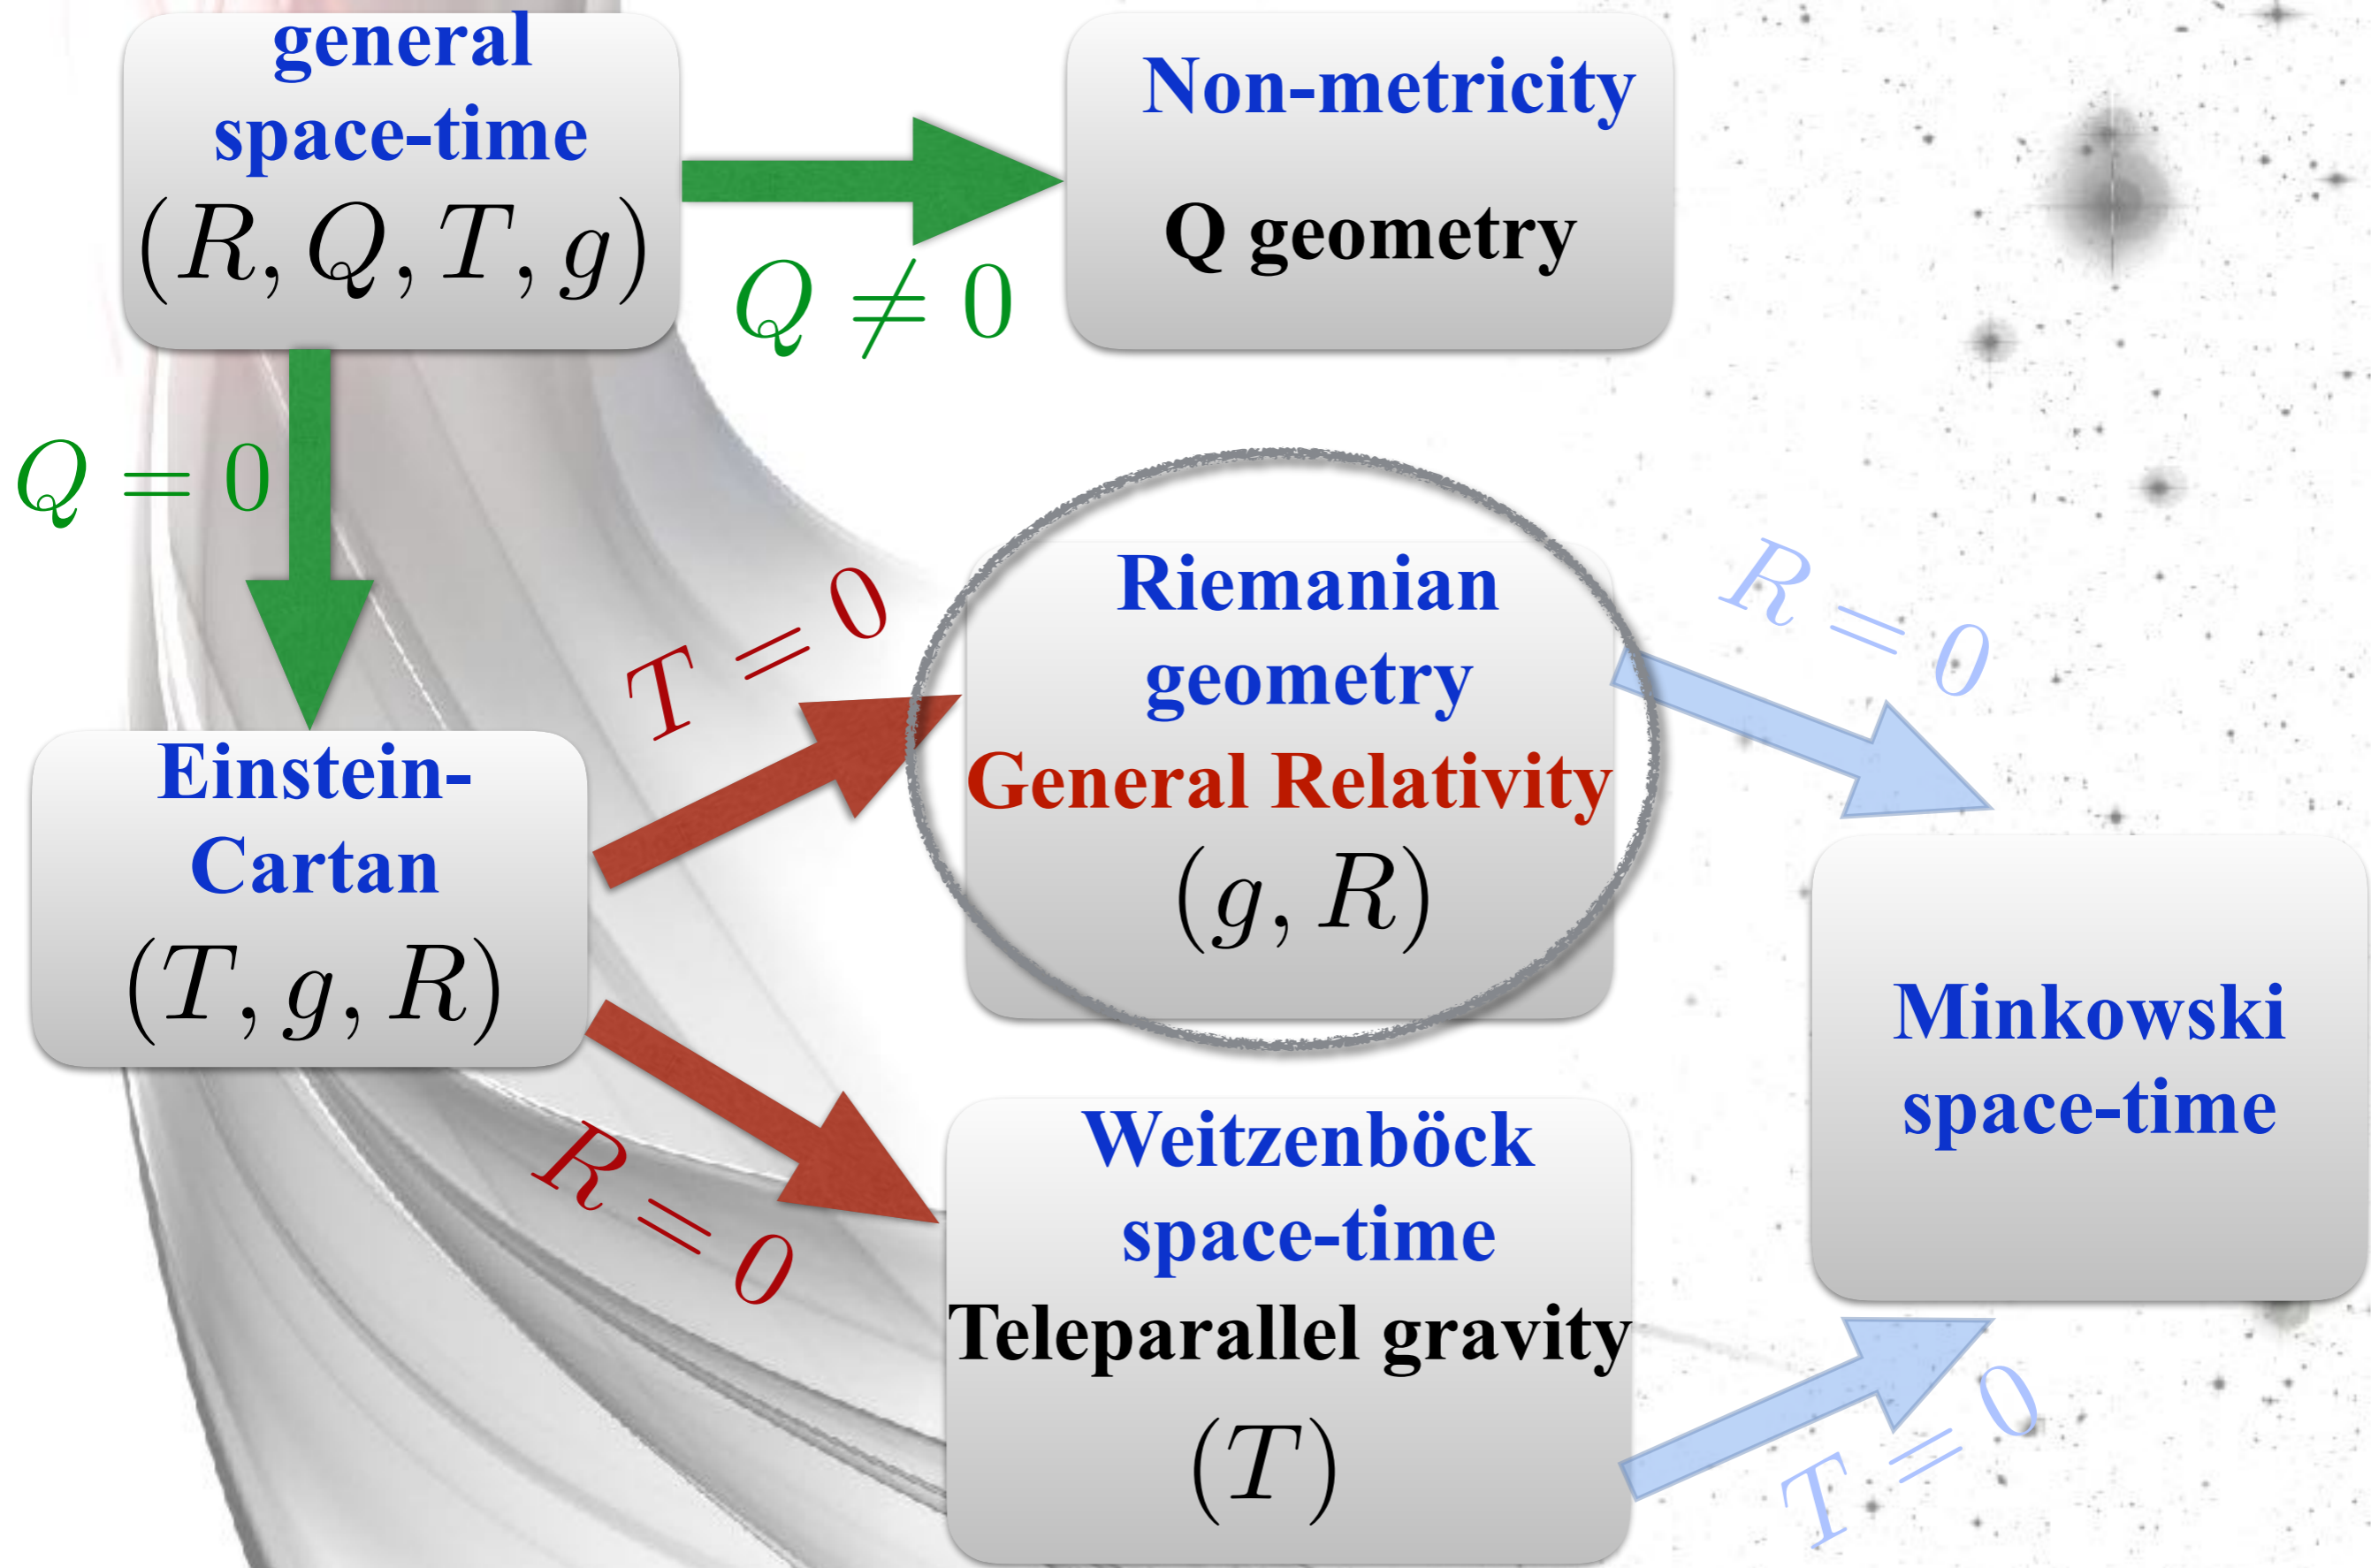 general
space-time
(R, Q, T, g)
Q ≠ 0
Non-metricity
Q geometry
Q = 0
Einstein-
Cartan
(T, g, R)
T = 0
Riemanian
geometry
General Relativity
(g, R)
R = 0
R = 0
Weitzenböck
space-time
Teleparallel gravity
(T)
T = 0
Minkowski
space-time